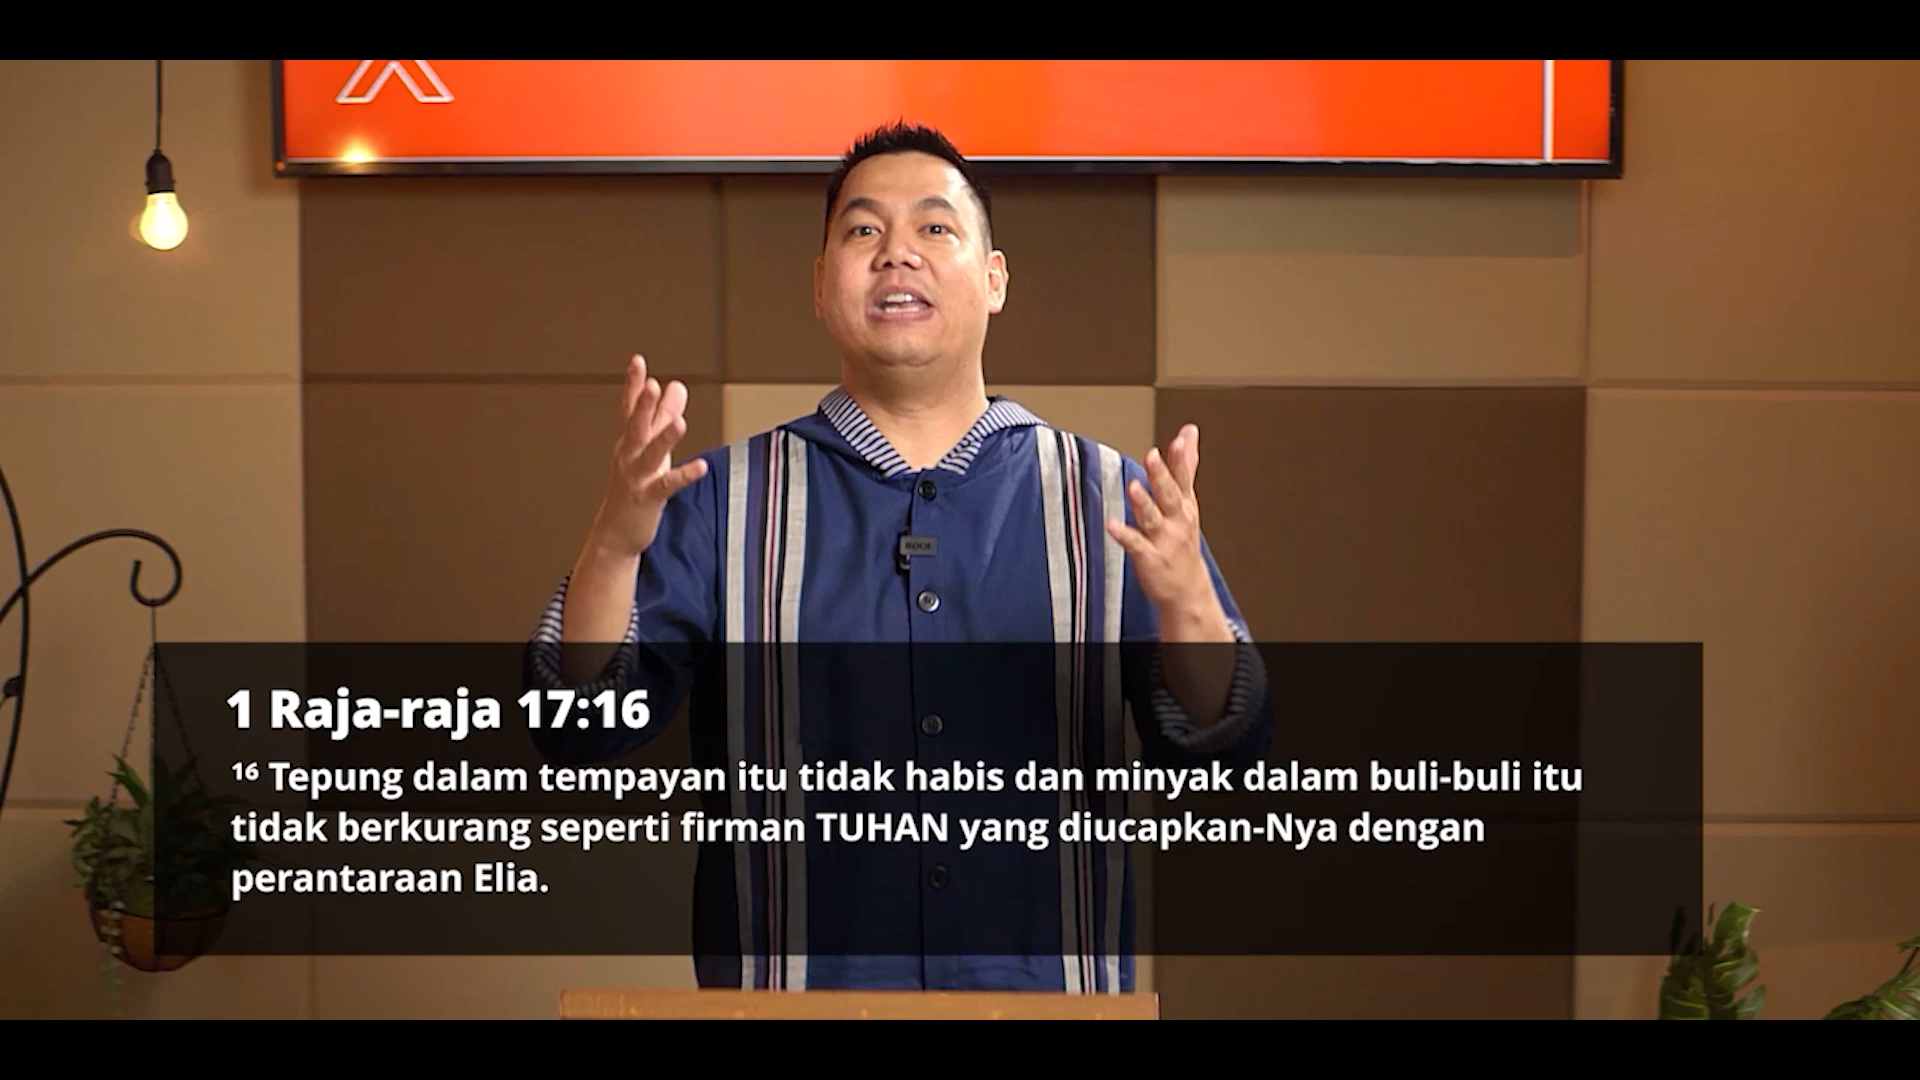 1 Raja-raja 17:16
¹⁶ Tepung dalam tempayan itu tidak habis dan minyak dalam buli-buli itu
tidak berkurang seperti firman TUHAN yang diucapkan-Nya dengan
perantaraan Elia.